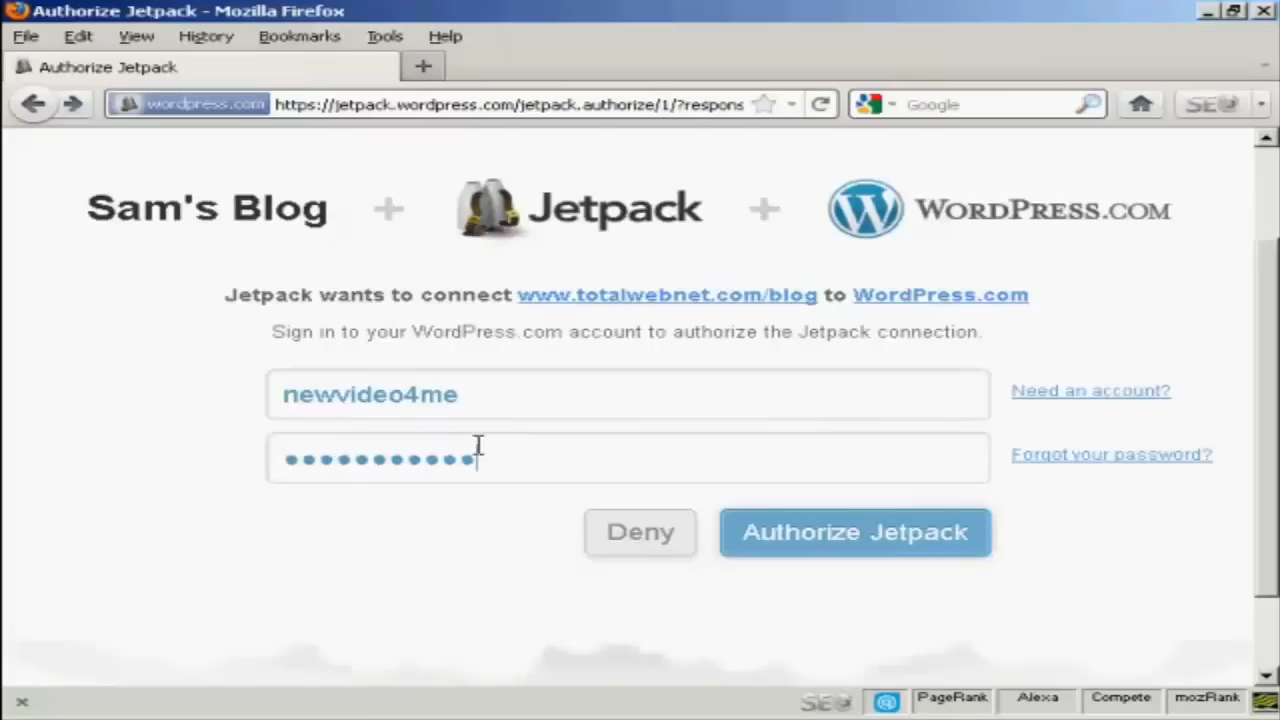 Authorize Jetpack - Mozilla Firefox
File Edit View History Bookmarks Tools Help
Authorize Jetpack
wordpress.com https://jetpack.wordpress.com/jetpack.authorize/1/?respons Google SEO
Sam's Blog + Jetpack + WORDPRESS.COM
Jetpack wants to connect www.totalwebnet.com/blog to WordPress.com
Sign in to your WordPress.com account to authorize the Jetpack connection.
newvideo4me Need an account?
Forgot your password?
Deny Authorize Jetpack
SEO PageRank Alexa Compete mozRank